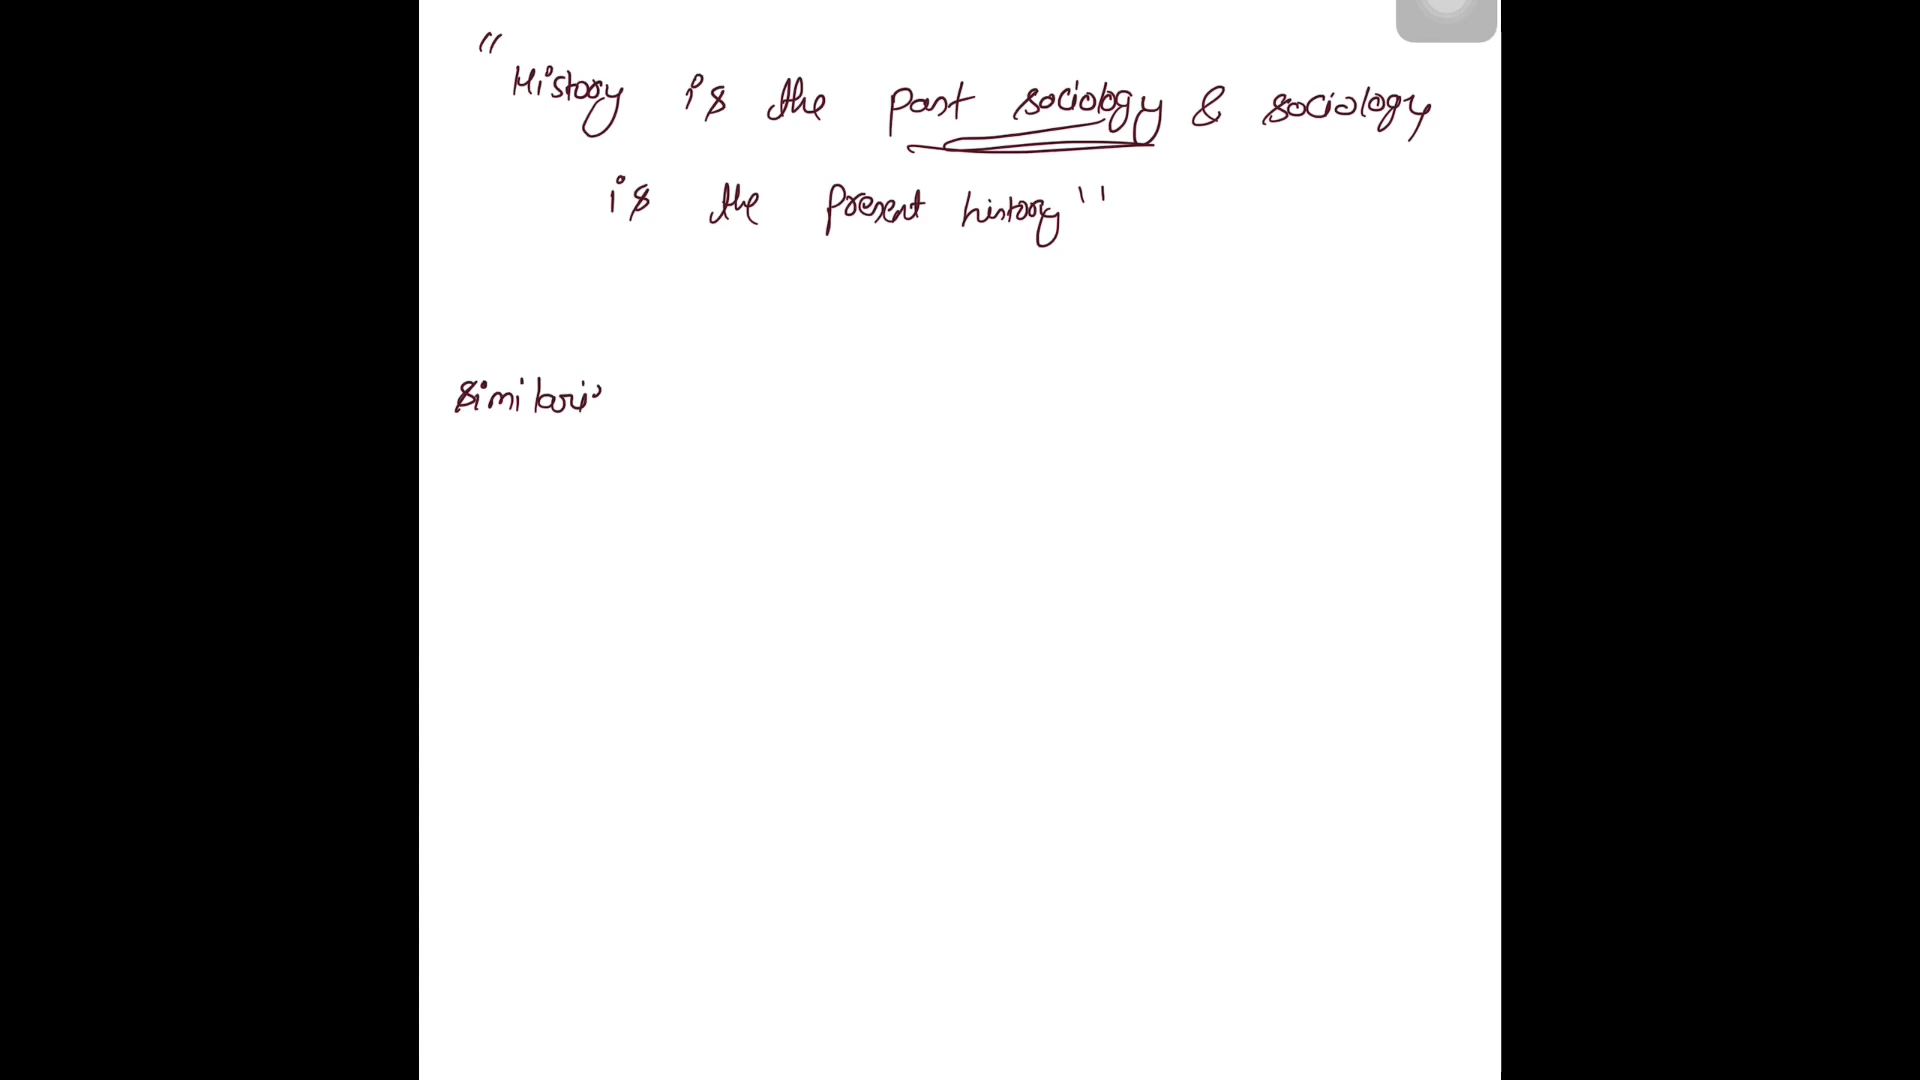 "History is the past sociology & sociology
is the present history"
Similari